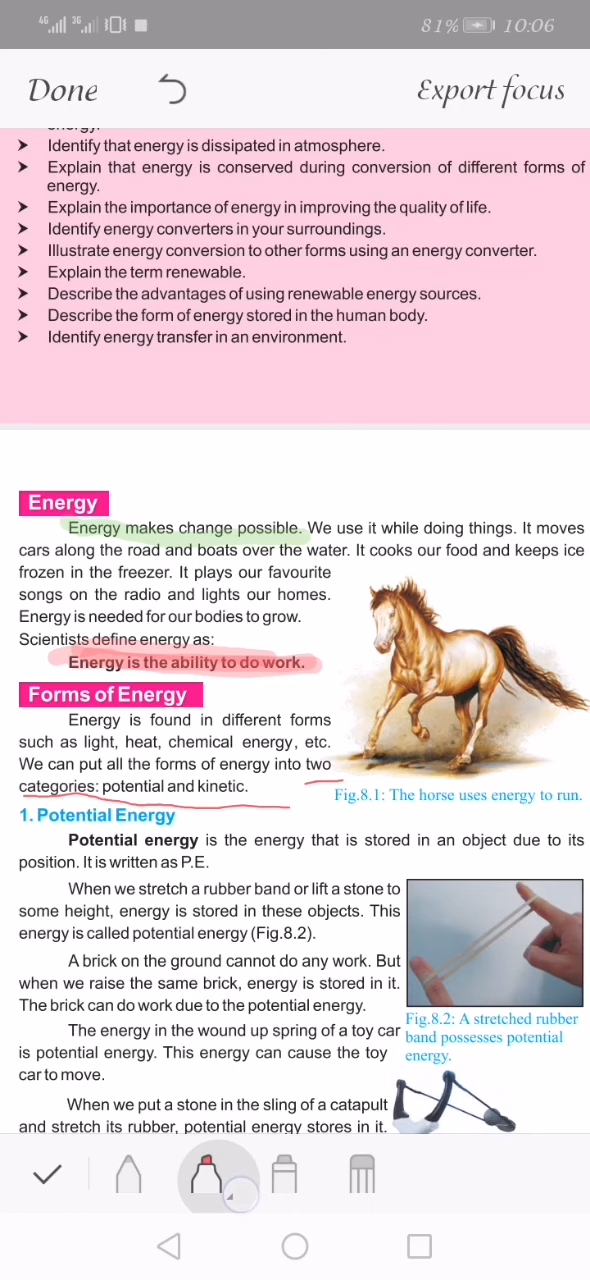 4G 3G 81% 10:06
Done Export focus
energy.
➤ Identify that energy is dissipated in atmosphere.
➤ Explain that energy is conserved during conversion of different forms of
energy.
➤ Explain the importance of energy in improving the quality of life.
➤ Identify energy converters in your surroundings.
➤ Illustrate energy conversion to other forms using an energy converter.
➤ Explain the term renewable.
➤ Describe the advantages of using renewable energy sources.
➤ Describe the form of energy stored in the human body.
➤ Identify energy transfer in an environment.
Energy
Energy makes change possible. We use it while doing things. It moves
cars along the road and boats over the water. It cooks our food and keeps ice
frozen in the freezer. It plays our favourite
songs on the radio and lights our homes.
Energy is needed for our bodies to grow.
Scientists define energy as:
Energy is the ability to do work.
Forms of Energy
Energy is found in different forms
such as light, heat, chemical energy, etc.
We can put all the forms of energy into two
categories: potential and kinetic.
Fig.8.1: The horse uses energy to run.
1. Potential Energy
Potential energy is the energy that is stored in an object due to its
position. It is written as P.E.
When we stretch a rubber band or lift a stone to
some height, energy is stored in these objects. This
energy is called potential energy (Fig.8.2).
A brick on the ground cannot do any work. But
when we raise the same brick, energy is stored in it.
The brick can do work due to the potential energy.
Fig.8.2: A stretched rubber
band possesses potential
energy.
The energy in the wound up spring of a toy car
is potential energy. This energy can cause the toy
car to move.
When we put a stone in the sling of a catapult
and stretch its rubber, potential energy stores in it.